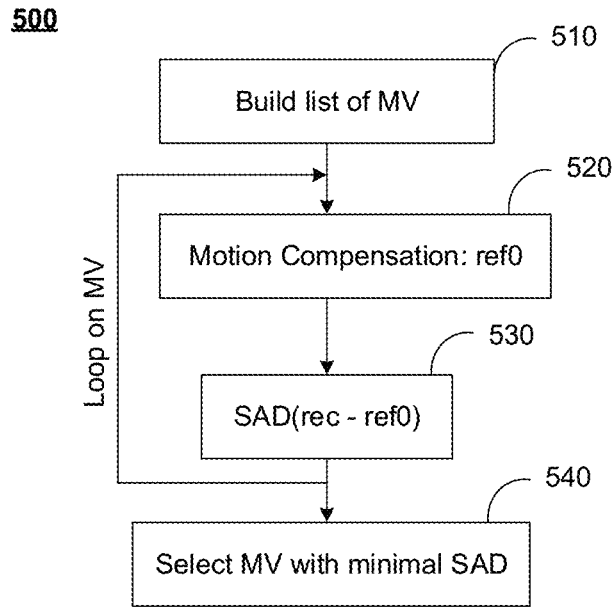 500
510
Build list of MV
520
Motion Compensation: ref0
Loop on MV
530
SAD(rec - ref0)
540
Select MV with minimal SAD